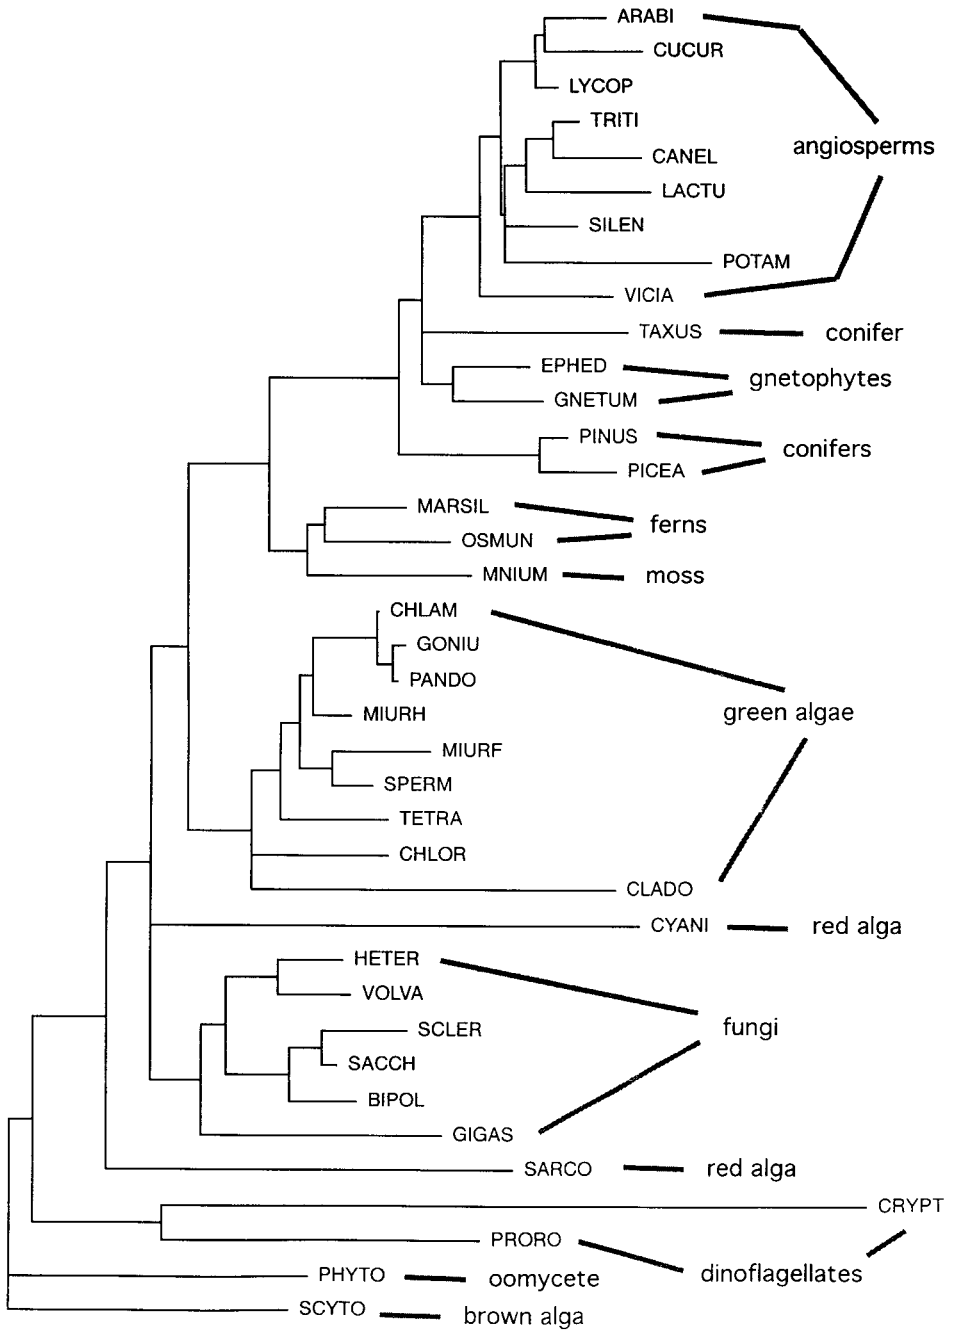 ARABI
CUCUR
LYCOP
TRITI
angiosperms
CANEL
LACTU
SILEN
POTAM
VICIA
TAXUS conifer
EPHED
gnetophytes
GNETUM
PINUS
conifers
PICEA
MARSIL
ferns
OSMUN
MNIUM moss
CHLAM
GONIU
PANDO
green algae
MIURH
MIURF
SPERM
TETRA
CHLOR
CLADO
CYANI red alga
HETER
VOLVA
fungi
SCLER
SACCH
BIPOL
GIGAS
SARCO red alga
CRYPT
PRORO
dinoflagellates
PHYTO oomycete
SCYTO brown alga